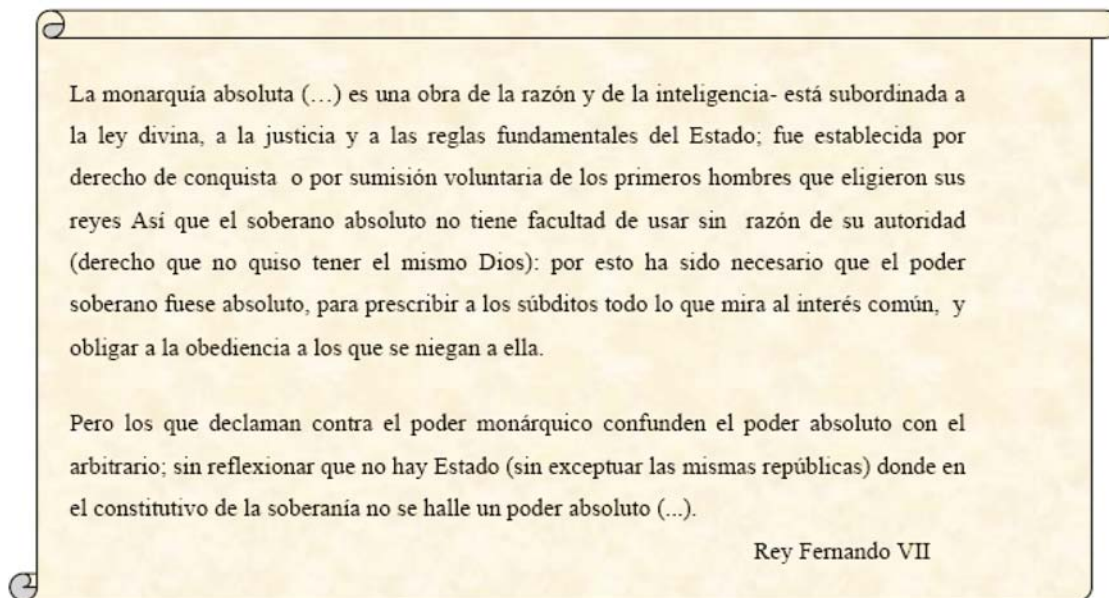 La monarquía absoluta (…) es una obra de la razón y de la inteligencia- está subordinada a
la ley divina, a la justicia y a las reglas fundamentales del Estado; fue establecida por
derecho de conquista o por sumisión voluntaria de los primeros hombres que eligieron sus
reyes Así que el soberano absoluto no tiene facultad de usar sin razón de su autoridad
(derecho que no quiso tener el mismo Dios): por esto ha sido necesario que el poder
soberano fuese absoluto, para prescribir a los súbditos todo lo que mira al interés común, y
obligar a la obediencia a los que se niegan a ella.
Pero los que declaman contra el poder monárquico confunden el poder absoluto con el
arbitrario; sin reflexionar que no hay Estado (sin exceptuar las mismas repúblicas) donde en
el constitutivo de la soberanía no se halle un poder absoluto (...).
Rey Fernando VII